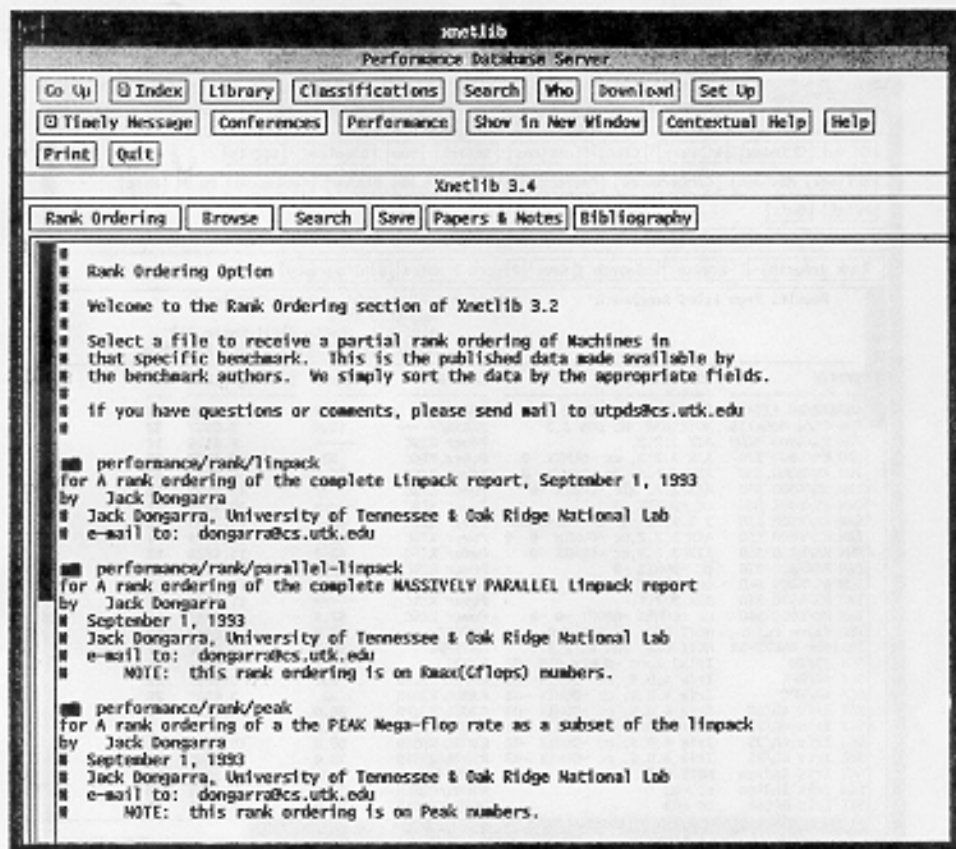 xnetlib
Performance Database Server
Go Up Index Library Classifications Search Who Download Set Up
Timely Message Conferences Performance Show in New Window Contextual Help Help
Print Quit
Xnetlib 3.4
Rank Ordering Browse Search Save Papers & Notes Bibliography
#
# Rank Ordering Option
#
# Welcome to the Rank Ordering section of Xnetlib 3.2
#
# Select a file to receive a partial rank ordering of Machines in
# that specific benchmark. This is the published data made available by
# the benchmark authors. We simply sort the data by the appropriate fields.
#
# if you have questions or comments, please send mail to utpds@cs.utk.edu
#
performance/rank/linpack
for A rank ordering of the complete Linpack report, September 1, 1993
by Jack Dongarra
# Jack Dongarra, University of Tennessee & Oak Ridge National Lab
# e-mail to: dongarra@cs.utk.edu
performance/rank/parallel-linpack
for A rank ordering of the complete MASSIVELY PARALLEL Linpack report
by Jack Dongarra
# September 1, 1993
# Jack Dongarra, University of Tennessee & Oak Ridge National Lab
# e-mail to: dongarra@cs.utk.edu
# NOTE: this rank ordering is on Rmax(Gflops) numbers.
performance/rank/peak
for A rank ordering of a the PEAK Mega-flop rate as a subset of the linpack
by Jack Dongarra
# September 1, 1993
# Jack Dongarra, University of Tennessee & Oak Ridge National Lab
# e-mail to: dongarra@cs.utk.edu
# NOTE: this rank ordering is on Peak numbers.